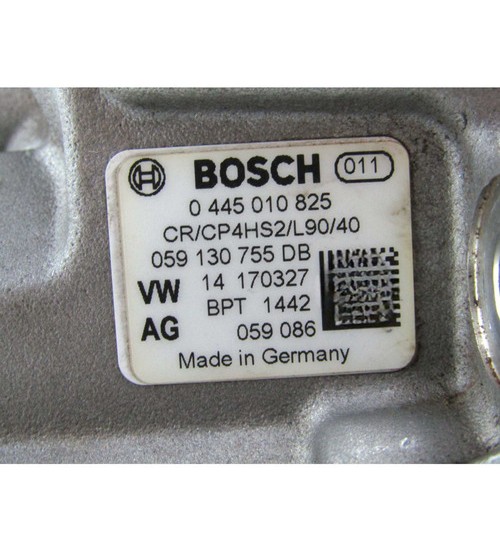 BOSCH 011
0 445 010 825
CR/CP4HS2/L90/40
059 130 755 DB
VW 14 170327
BPT 1442
AG 059 086
Made in Germany